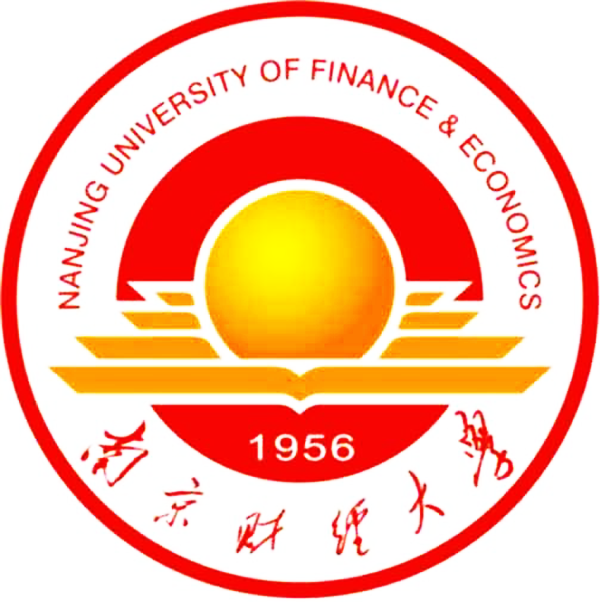 NANJING UNIVERSITY OF FINANCE & ECONOMICS
1956
南京财经大学